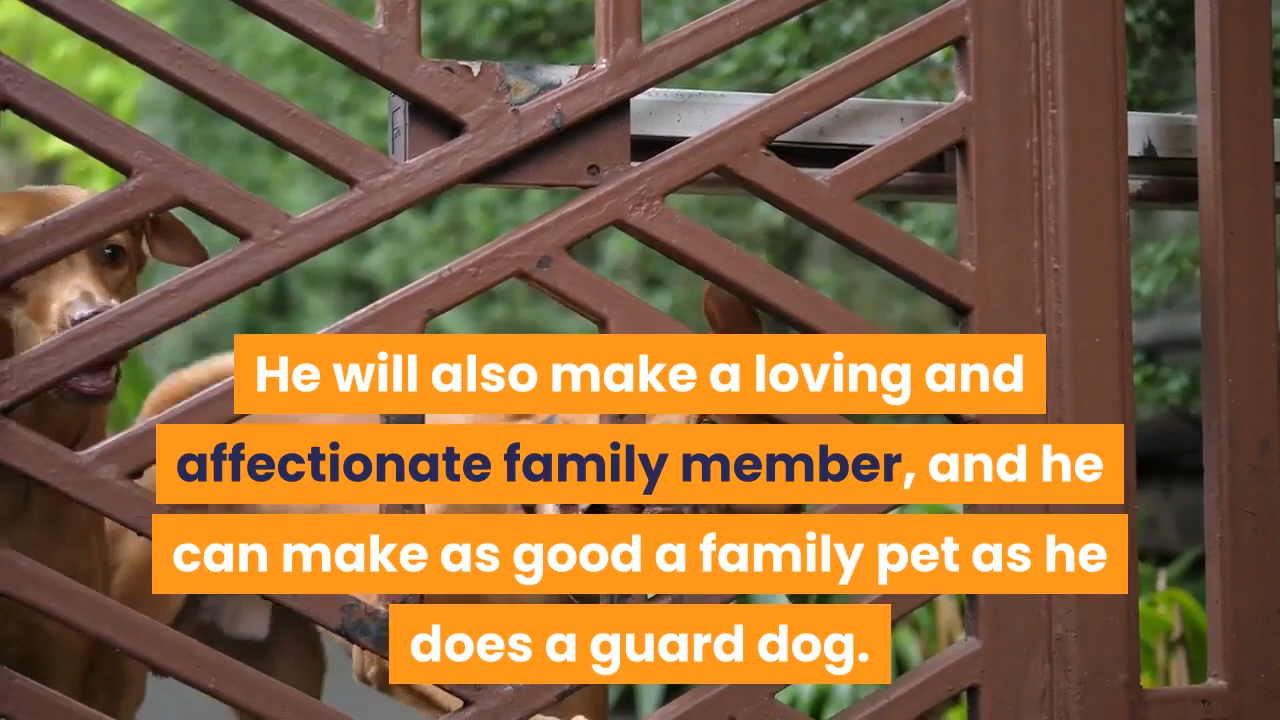 He will also make a loving and
affectionate family member, and he
can make as good a family pet as he
does a guard dog.